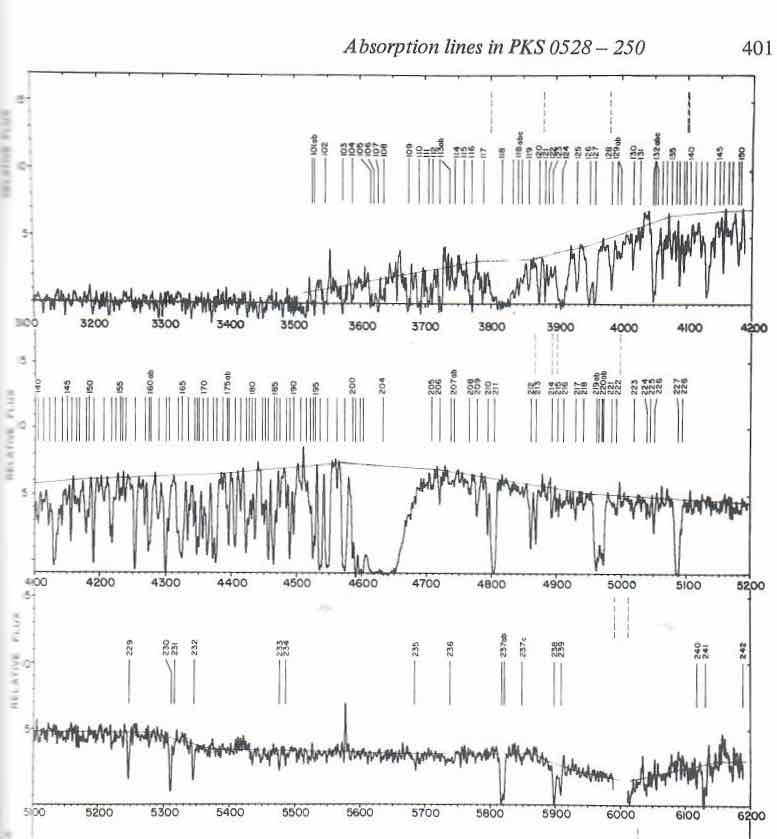 Absorption lines in PKS 0528 – 250 401
101ab 102 103 104 105 106 107 108 109 110 111 112 113ab 114 115 116 117 118 118abc 119 120 121 122 123 124 125 126 127 128 129ab 130 131 132abc 135 140 145 150
RELATIVE FLUX
5
3200 3300 3400 3500 3600 3700 3800 3900 4000 4100 4200
140 145 150 155 160ab 165 170 175ab 180 185 190 195 200 204 205 206 207ab 208 209 210 211 212 213 214 215 216 217 218 219ab 220ab 221 222 223 224 225 226 227 228
RELATIVE FLUX
5
4100 4200 4300 4400 4500 4600 4700 4800 4900 5000 5100 5200
229 230 231 232 233 234 235 236 237ab 237c 238 239 240 241 242
RELATIVE FLUX
5
5100 5200 5300 5400 5500 5600 5700 5800 5900 6000 6100 6200